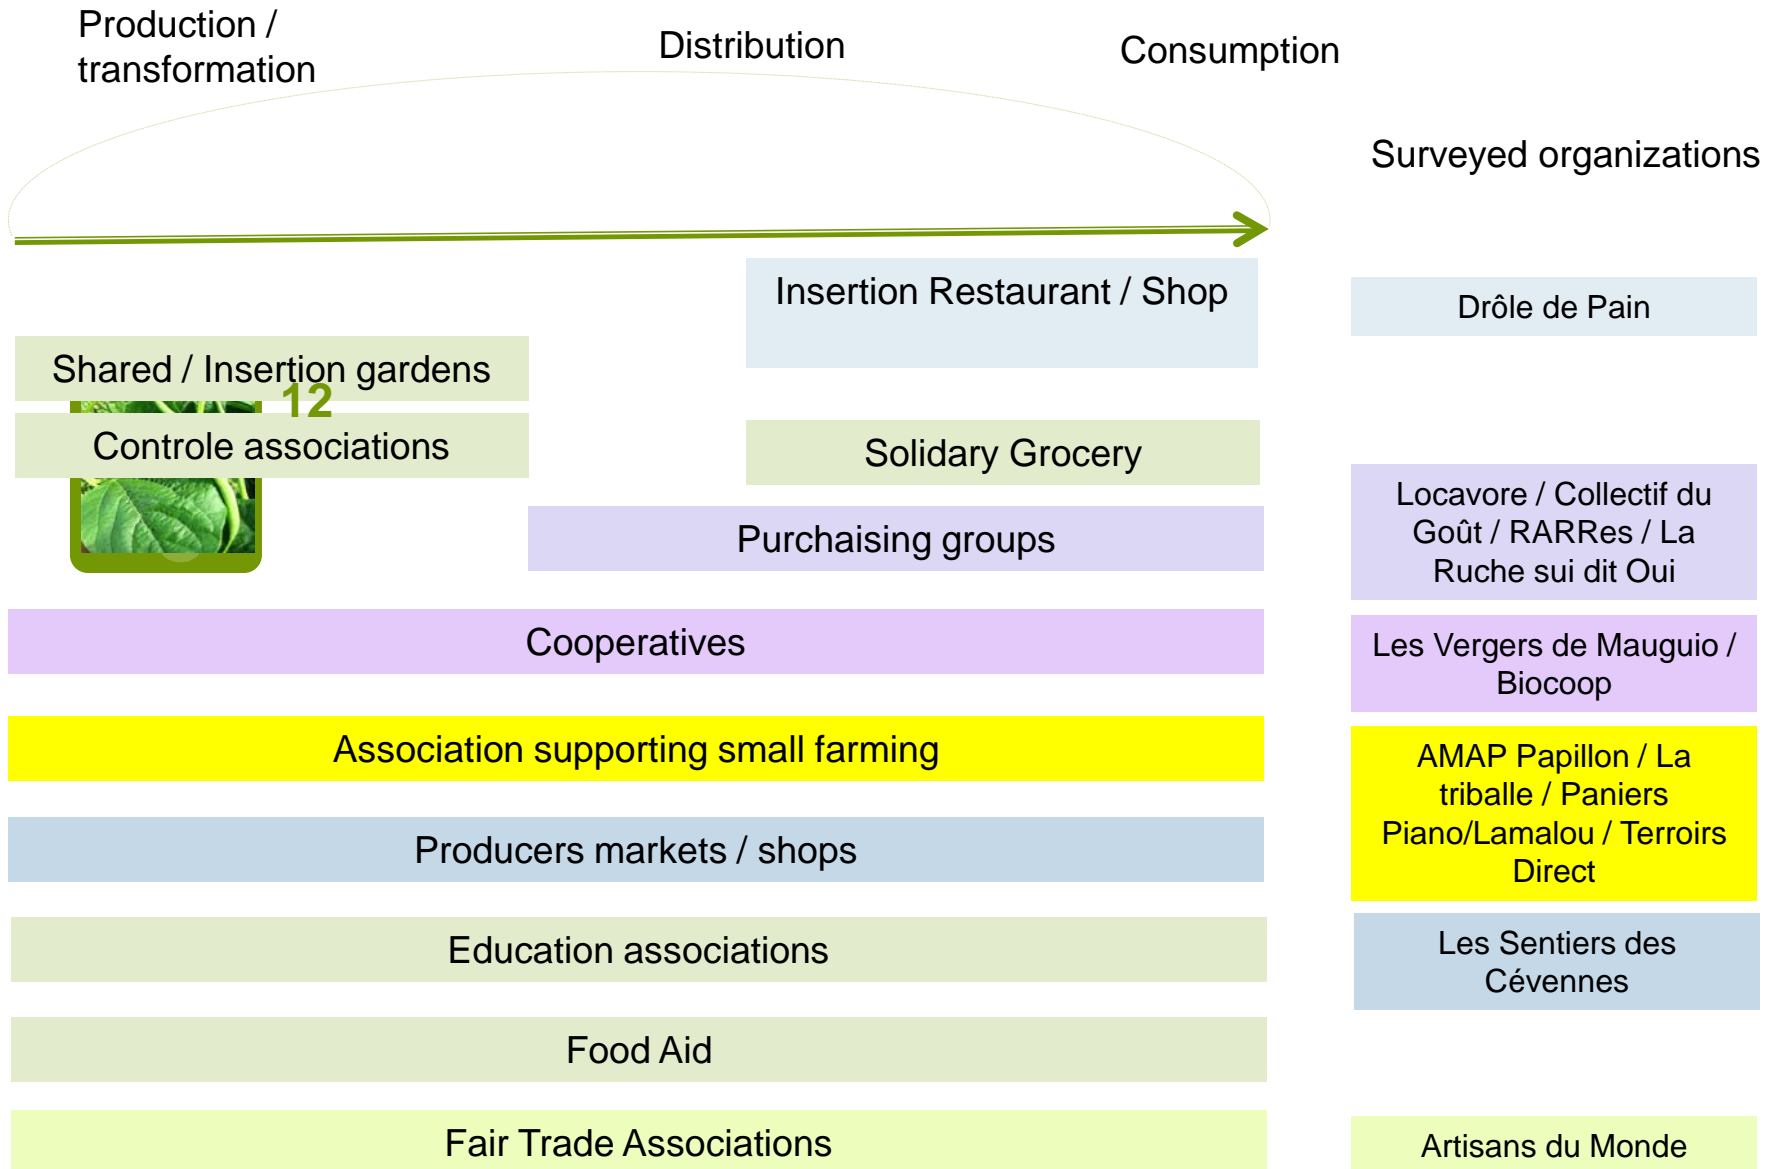 Production /
transformation
Distribution
Consumption
Surveyed organizations
Insertion Restaurant / Shop
Drôle de Pain
Shared / Insertion gardens
12
Controle associations
Solidary Grocery
Purchaising groups
Locavore / Collectif du
Goût / RARRes / La
Ruche sui dit Oui
Cooperatives
Les Vergers de Mauguio /
Biocoop
Association supporting small farming
AMAP Papillon / La
triballe / Paniers
Piano/Lamalou / Terroirs
Direct
Producers markets / shops
Education associations
Les Sentiers des
Cévennes
Food Aid
Fair Trade Associations
Artisans du Monde